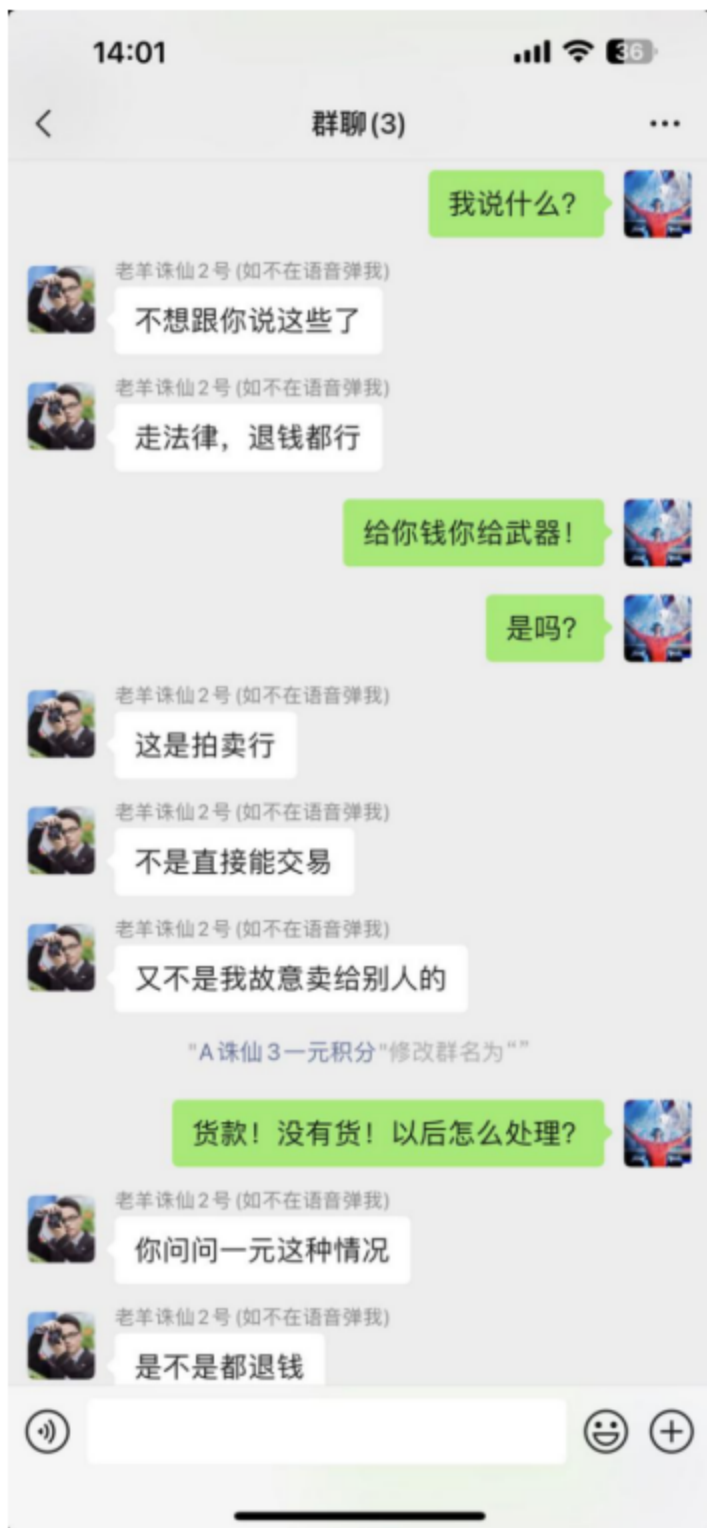 14:01
36
群聊(3)
我说什么?
老羊诛仙2号(如不在语音弹我)
不想跟你说这些了
老羊诛仙2号(如不在语音弹我)
走法律，退钱都行
给你钱你给武器!
是吗?
老羊诛仙2号(如不在语音弹我)
这是拍卖行
老羊诛仙2号(如不在语音弹我)
不是直接能交易
老羊诛仙2号(如不在语音弹我)
又不是我故意卖给别人的
"A诛仙3一元积分"修改群名为“”
货款！没有货！以后怎么处理?
老羊诛仙2号(如不在语音弹我)
你问问一元这种情况
老羊诛仙2号(如不在语音弹我)
是不是都退钱